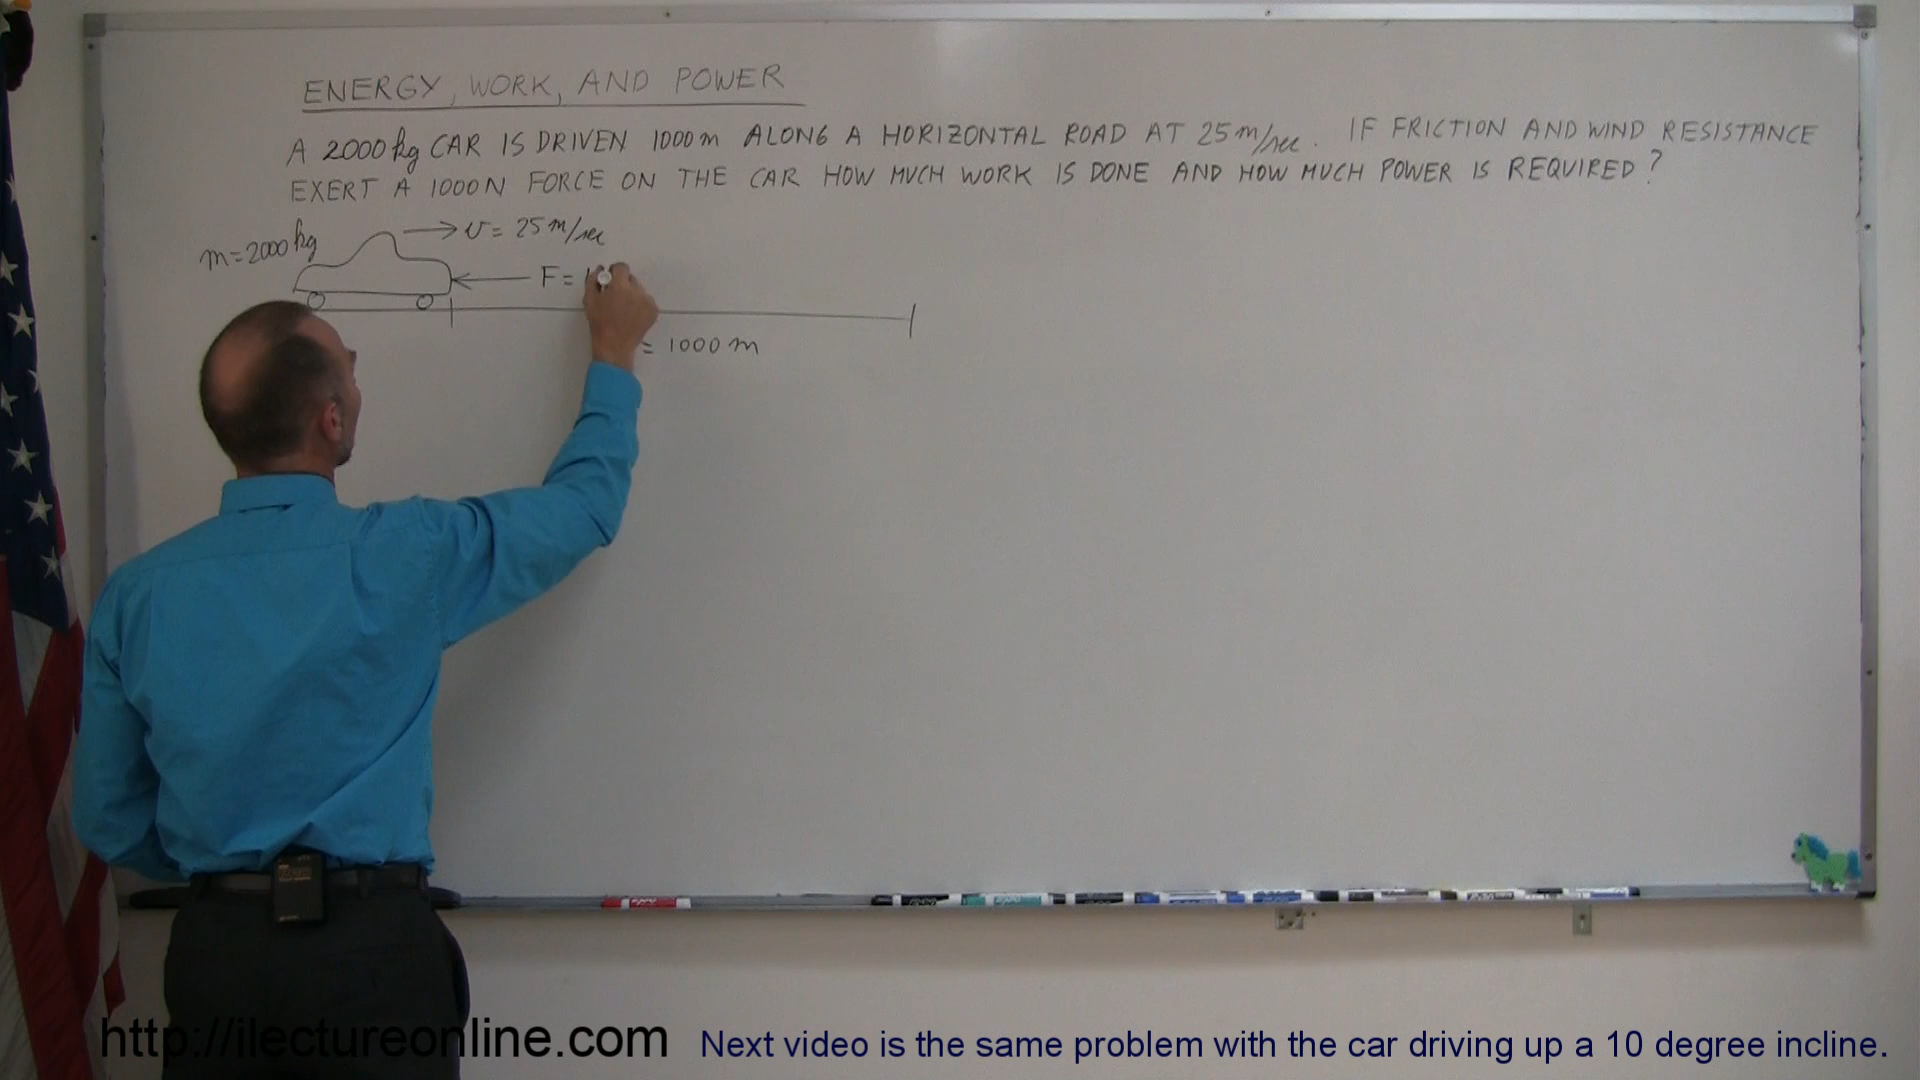 ENERGY, WORK, AND POWER
A 2000 kg CAR IS DRIVEN 1000 m ALONG A HORIZONTAL ROAD AT 25 m/sec. IF FRICTION AND WIND RESISTANCE
EXERT A 1000 N FORCE ON THE CAR HOW MUCH WORK IS DONE AND HOW MUCH POWER IS REQUIRED?
m = 2000 kg
v = 25 m/sec
F =
= 1000 m
http://ilectureonline.com
Next video is the same problem with the car driving up a 10 degree incline.